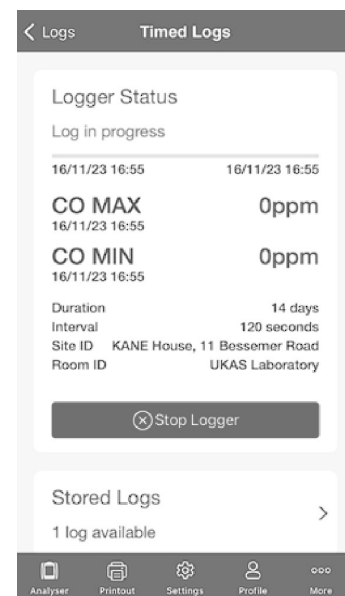 Logs Timed Logs
Logger Status
Log in progress
16/11/23 16:55 16/11/23 16:55
CO MAX 0ppm
16/11/23 16:55
CO MIN 0ppm
16/11/23 16:55
Duration 14 days
Interval 120 seconds
Site ID KANE House, 11 Bessemer Road
Room ID UKAS Laboratory
Stop Logger
Stored Logs
1 log available
Analyser Printout Settings Profile More